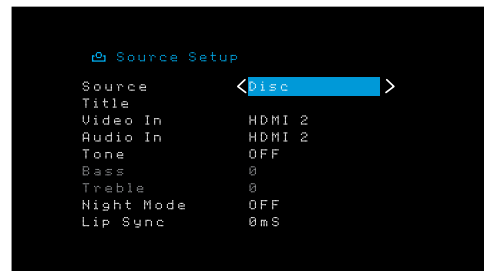 Source Setup
Source < Disc >
Title
Video In HDMI 2
Audio In HDMI 2
Tone OFF
Bass 0
Treble 0
Night Mode OFF
Lip Sync 0mS